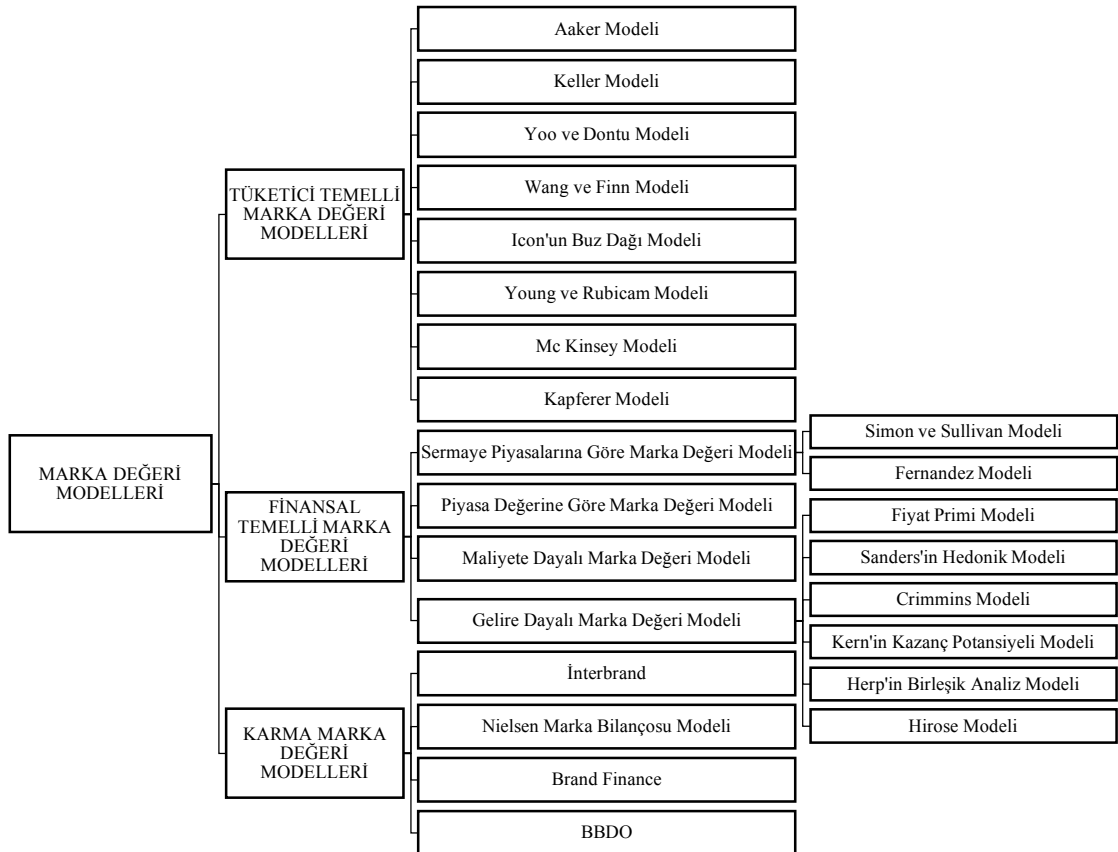 MARKA DEĞERİ
MODELLERİ
TÜKETİCİ TEMELLİ
MARKA DEĞERİ
MODELLERİ
Aaker Modeli
Keller Modeli
Yoo ve Dontu Modeli
Wang ve Finn Modeli
Icon'un Buz Dağı Modeli
Young ve Rubicam Modeli
Mc Kinsey Modeli
Kapferer Modeli
FİNANSAL
TEMELLİ MARKA
DEĞERİ
MODELLERİ
Sermaye Piyasalarına Göre Marka Değeri Modeli
Simon ve Sullivan Modeli
Fernandez Modeli
Piyasa Değerine Göre Marka Değeri Modeli
Maliyete Dayalı Marka Değeri Modeli
Gelire Dayalı Marka Değeri Modeli
Fiyat Primi Modeli
Sanders'in Hedonik Modeli
Crimmins Modeli
Kern'in Kazanç Potansiyeli Modeli
Herp'in Birleşik Analiz Modeli
Hirose Modeli
KARMA MARKA
DEĞERİ
MODELLERİ
İnterbrand
Nielsen Marka Bilançosu Modeli
Brand Finance
BBDO